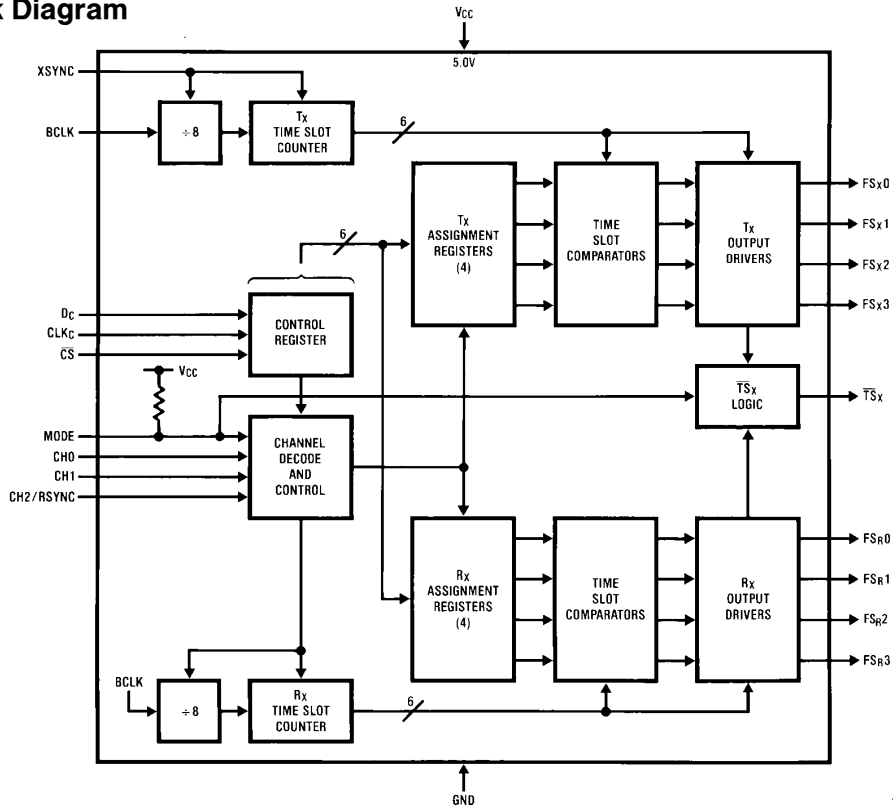 k Diagram
VCC
5.0V
XSYNC
BCLK
÷8
TX
TIME SLOT
COUNTER
6
6
TX
ASSIGNMENT
REGISTERS
(4)
TIME
SLOT
COMPARATORS
TX
OUTPUT
DRIVERS
FSX0
FSX1
FSX2
FSX3
DC
CLKC
C̅S̅
CONTROL
REGISTER
VCC
T̅S̅X
LOGIC
T̅S̅X
MODE
CH0
CH1
CH2/RSYNC
CHANNEL
DECODE
AND
CONTROL
RX
ASSIGNMENT
REGISTERS
(4)
TIME
SLOT
COMPARATORS
RX
OUTPUT
DRIVERS
FSR0
FSR1
FSR2
FSR3
BCLK
÷8
RX
TIME SLOT
COUNTER
6
GND